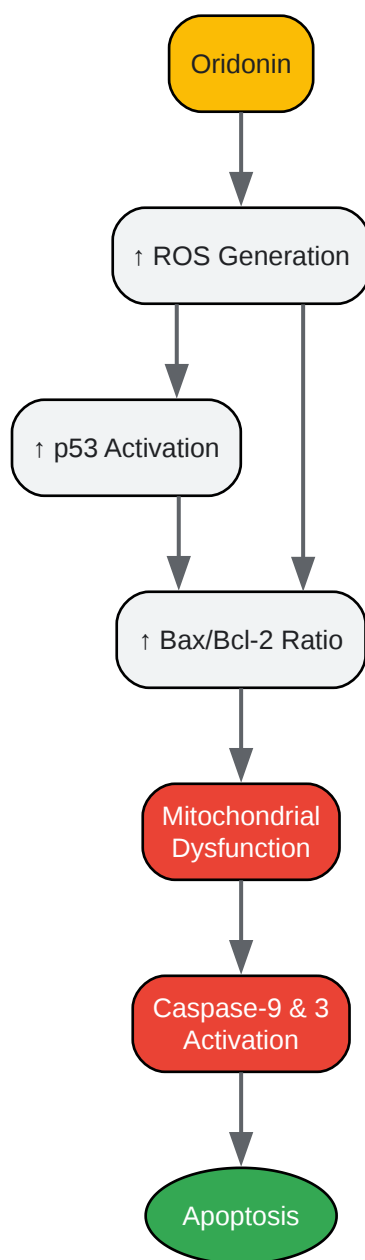 Oridonin
↑ ROS Generation
↑ p53 Activation
↑ Bax/Bcl-2 Ratio
Mitochondrial
Dysfunction
Caspase-9 & 3
Activation
Apoptosis